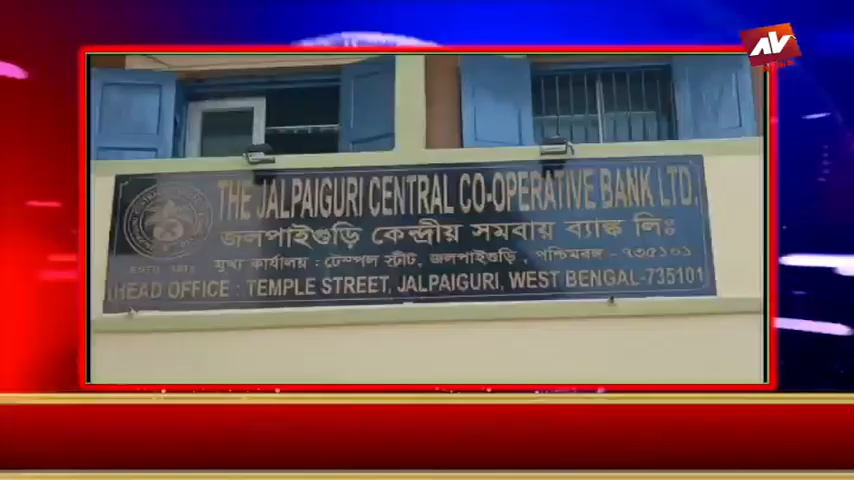 AV
THE JALPAIGURI CENTRAL CO-OPERATIVE BANK LTD.
জলপাইগুড়ি কেন্দ্রীয় সমবায় ব্যাঙ্ক লিঃ
মুখ্য কার্যালয় : টেম্পল স্ট্রীট, জলপাইগুড়ি, পশ্চিমবঙ্গ - ৭৩৫১০১
HEAD OFFICE : TEMPLE STREET, JALPAIGURI, WEST BENGAL-735101